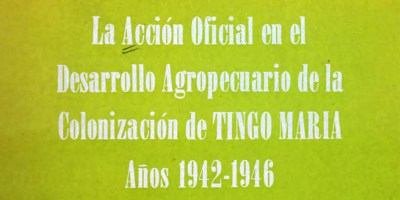 La Acción Oficial en el
Desarrollo Agropecuario de la
Colonización de TINGO MARIA
Años 1942-1946